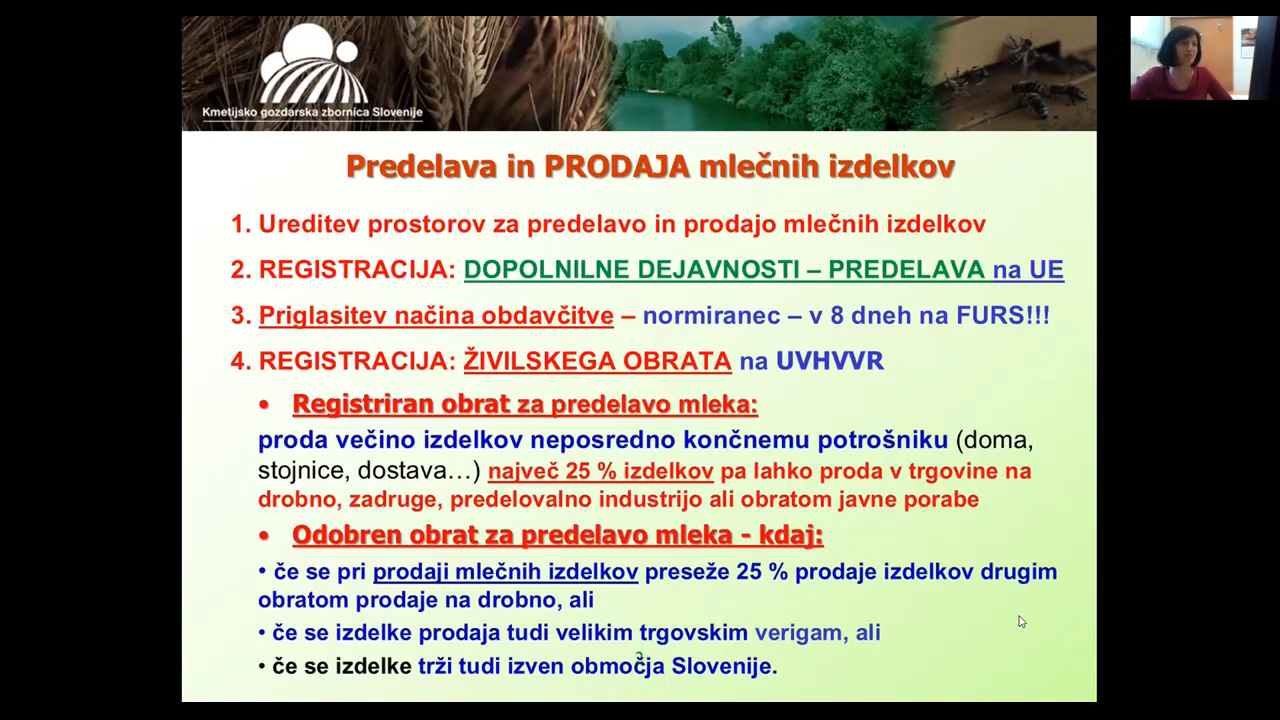 Kmetijsko gozdarska zbornica Slovenije
Predelava in PRODAJA mlečnih izdelkov
1. Ureditev prostorov za predelavo in prodajo mlečnih izdelkov
2. REGISTRACIJA: DOPOLNILNE DEJAVNOSTI – PREDELAVA na UE
3. Priglasitev načina obdavčitve – normiranec – v 8 dneh na FURS!!!
4. REGISTRACIJA: ŽIVILSKEGA OBRATA na UVHVVR
• Registriran obrat za predelavo mleka:
proda večino izdelkov neposredno končnemu potrošniku (doma,
stojnice, dostava…) največ 25 % izdelkov pa lahko proda v trgovine na
drobno, zadruge, predelovalno industrijo ali obratom javne porabe
• Odobren obrat za predelavo mleka - kdaj:
• če se pri prodaji mlečnih izdelkov preseže 25 % prodaje izdelkov drugim
obratom prodaje na drobno, ali
• če se izdelke prodaja tudi velikim trgovskim verigam, ali
• če se izdelke trži tudi izven območja Slovenije.